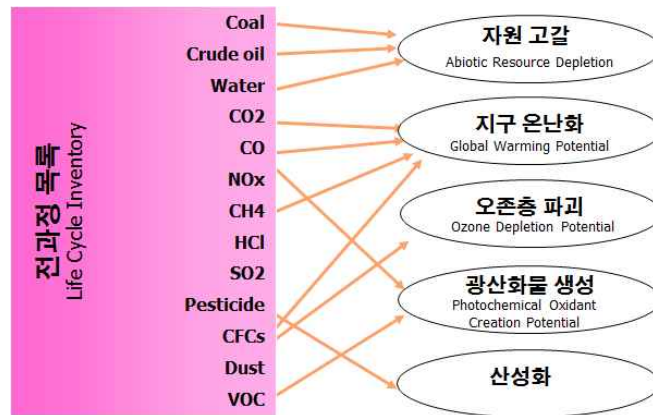 전과정 목록
Life Cycle Inventory
Coal
Crude oil
Water
CO2
CO
NOx
CH4
HCl
SO2
Pesticide
CFCs
Dust
VOC
자원 고갈
Abiotic Resource Depletion
지구 온난화
Global Warming Potential
오존층 파괴
Ozone Depletion Potential
광산화물 생성
Photochemical Oxidant
Creation Potential
산성화